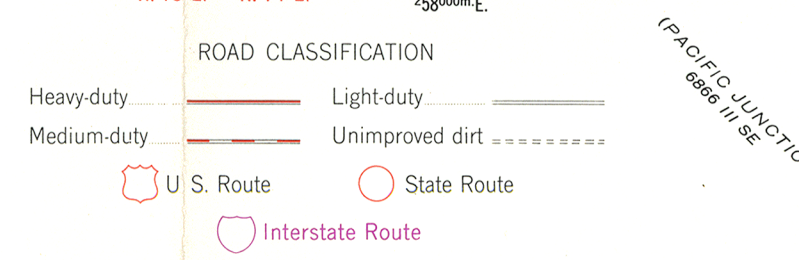 258000m.E.
ROAD CLASSIFICATION
Heavy-duty
Light-duty
Medium-duty
Unimproved dirt
U S. Route
State Route
Interstate Route
(PACIFIC JUNCTIO
6866 III SE